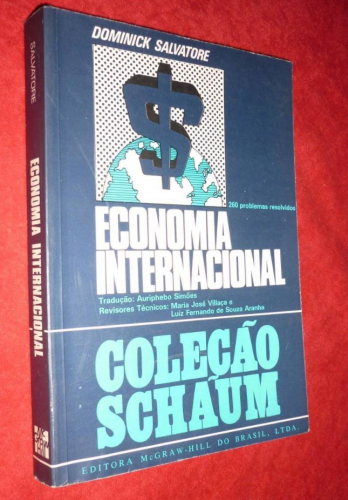 SALVATORE
ECONOMIA INTERNACIONAL
DOMINICK SALVATORE
260 problemas resolvidos
ECONOMIA
INTERNACIONAL
Tradução: Auriphebo Simões
Revisores Técnicos: Maria José Villaça e
Luiz Fernando de Souza Aranha
COLEÇÃO
SCHAUM
EDITORA McGRAW-HILL DO BRASIL, LTDA.